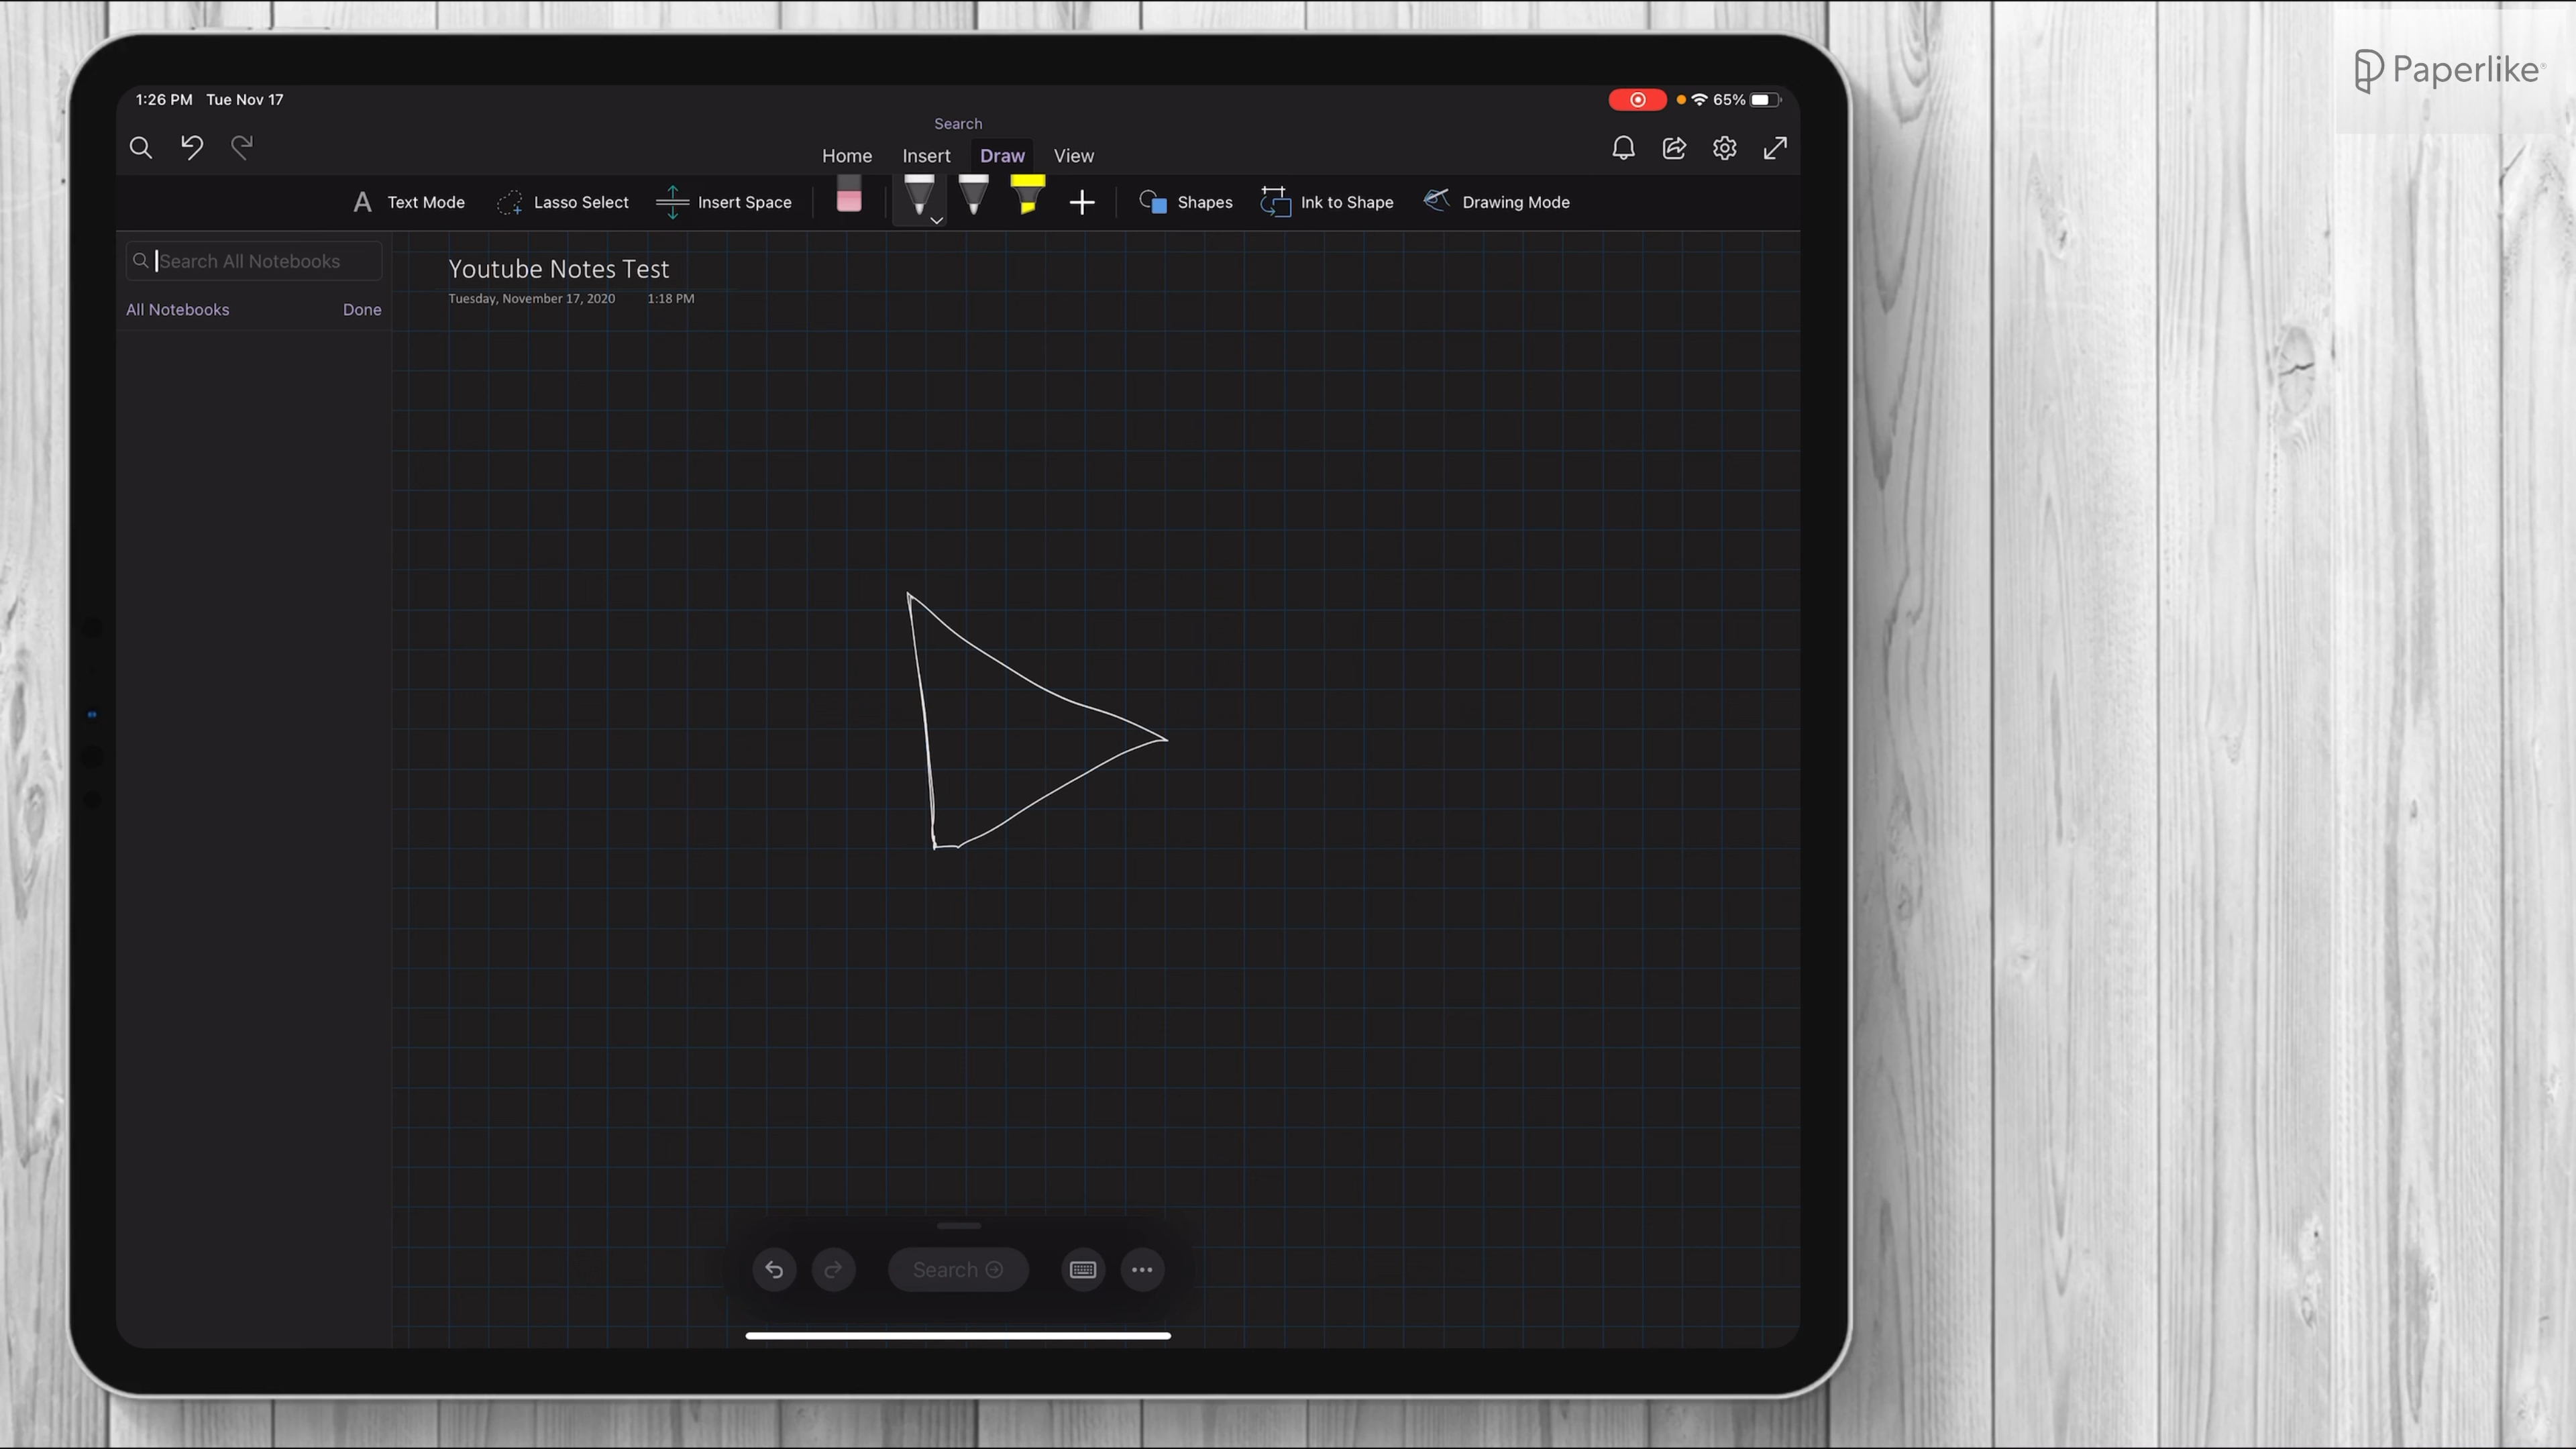 Paperlike
1:26 PM Tue Nov 17
65%
Search
Home Insert Draw View
A Text Mode Lasso Select Insert Space Shapes Ink to Shape Drawing Mode
Search All Notebooks
All Notebooks Done
Youtube Notes Test
Tuesday, November 17, 2020 1:18 PM
Search